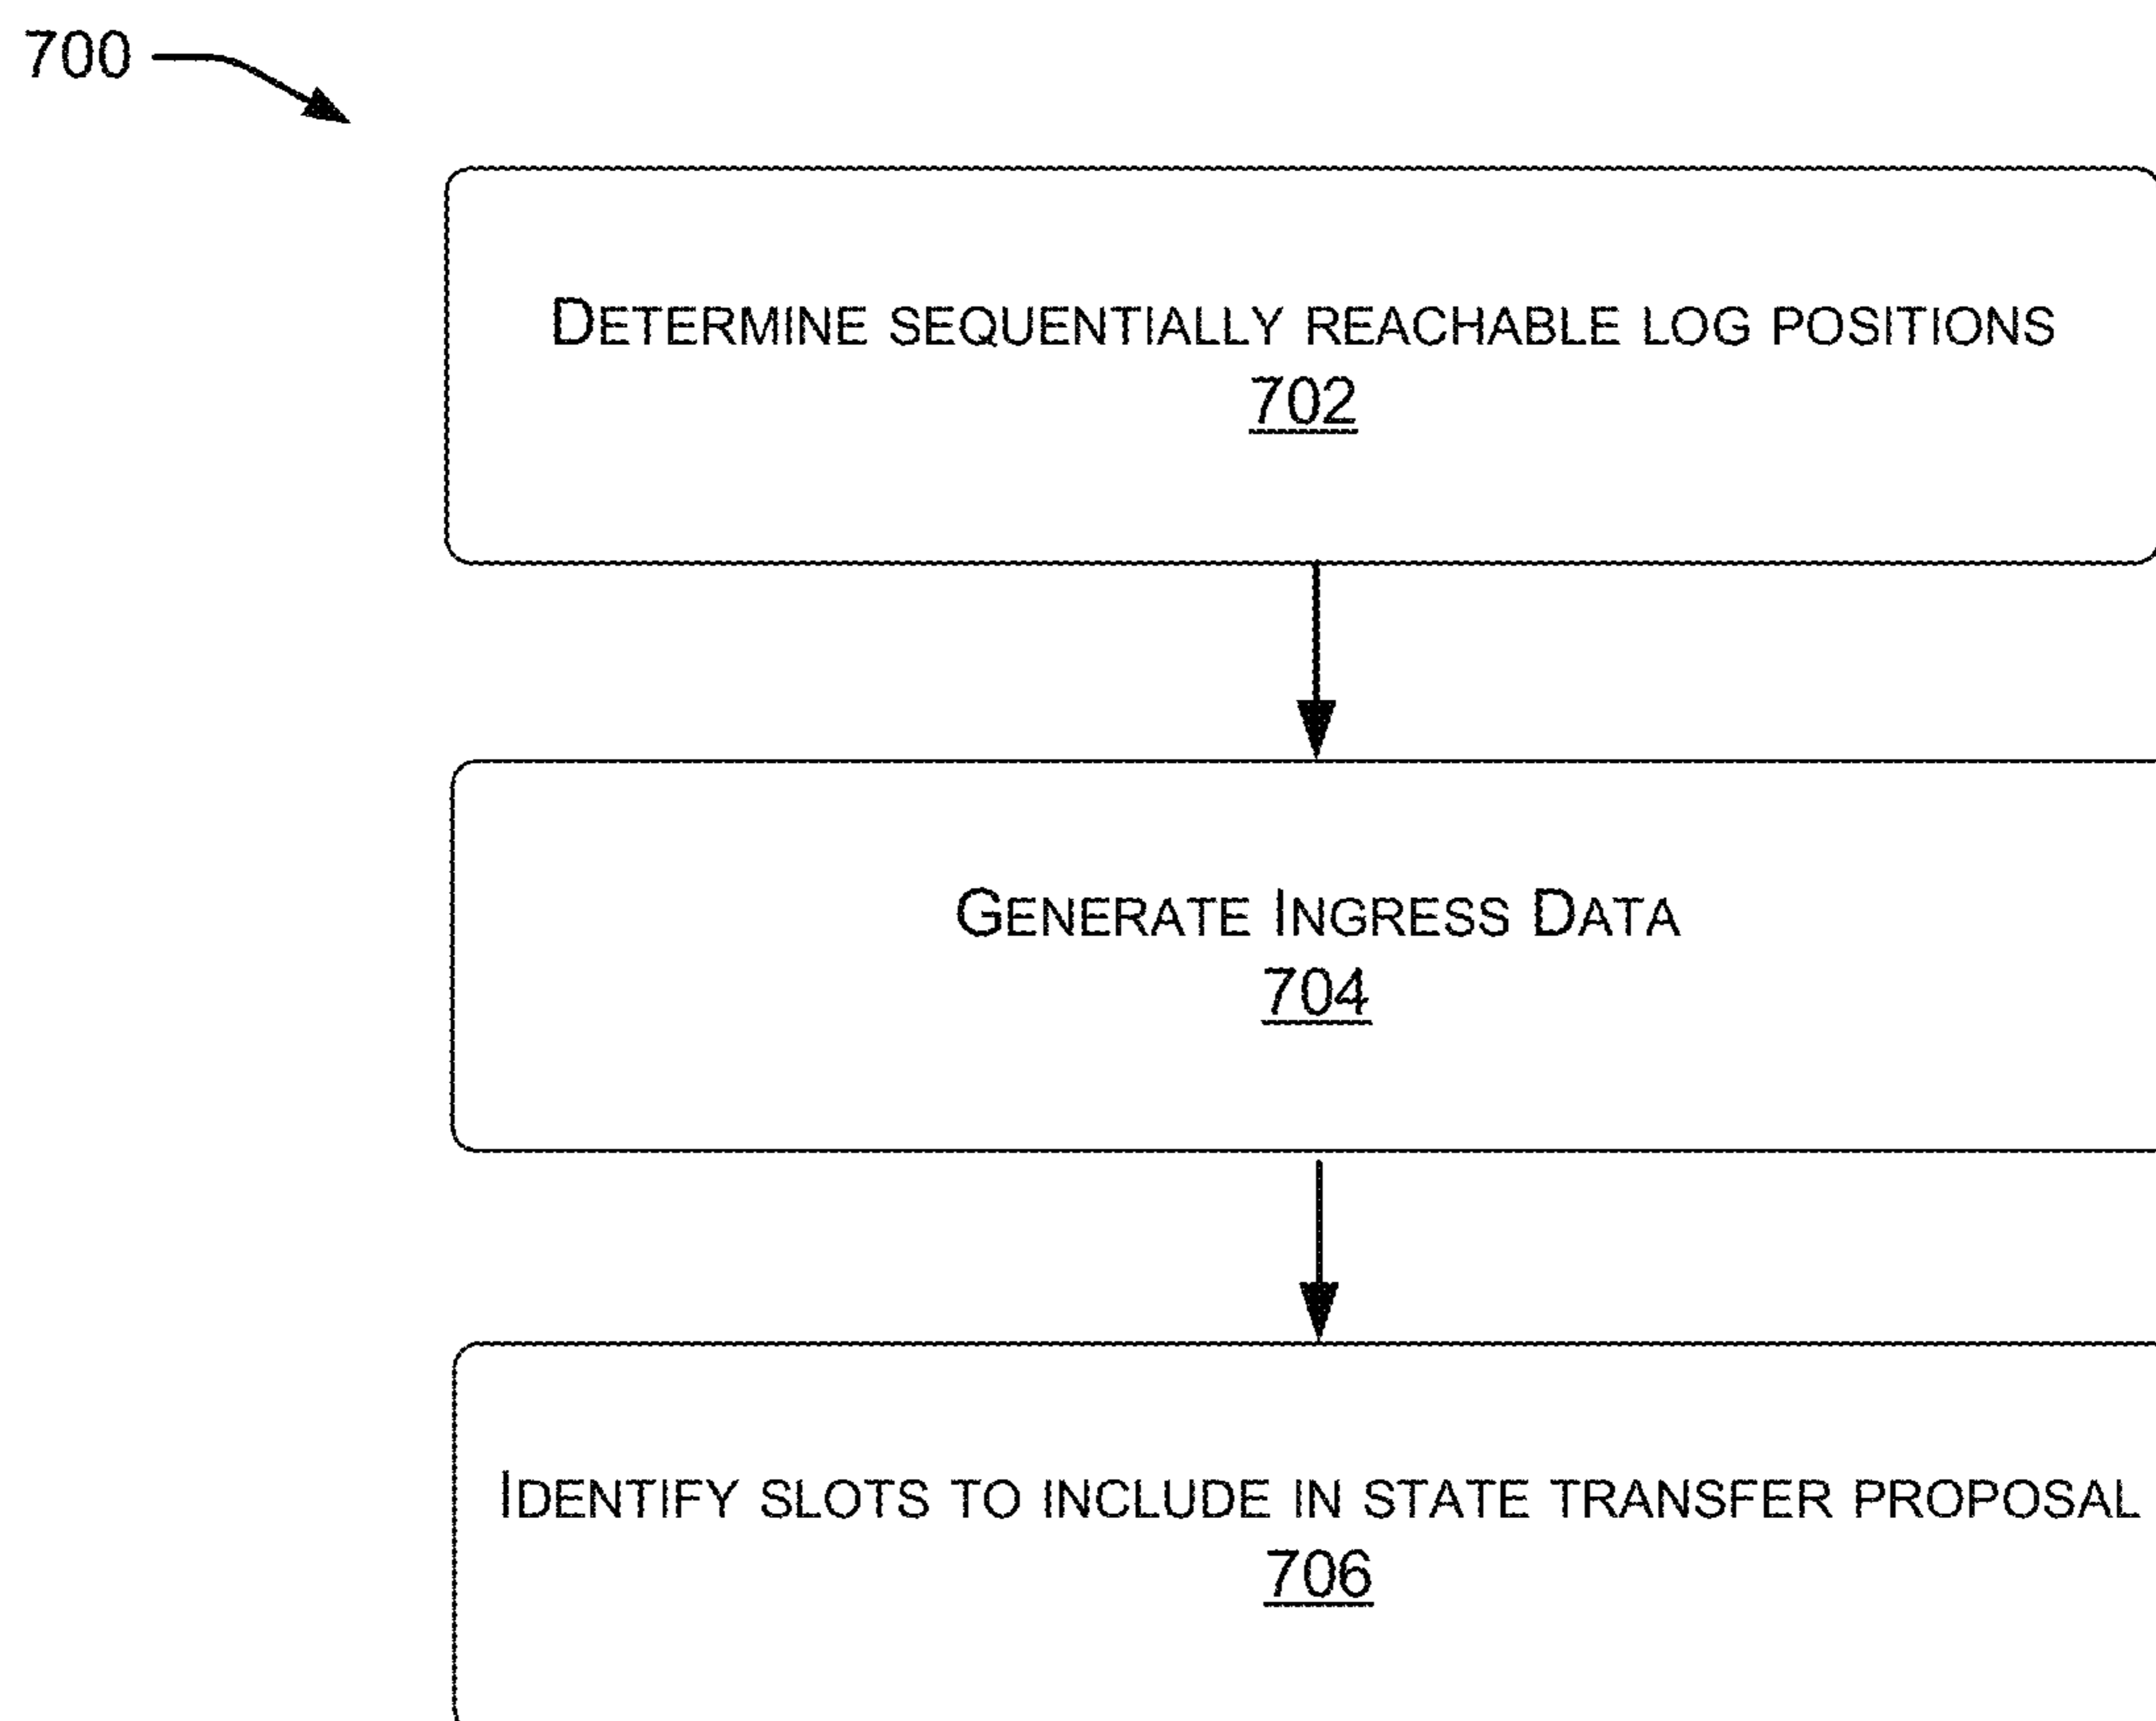 700
DETERMINE SEQUENTIALLY REACHABLE LOG POSITIONS
702
GENERATE INGRESS DATA
704
IDENTIFY SLOTS TO INCLUDE IN STATE TRANSFER PROPOSAL
706